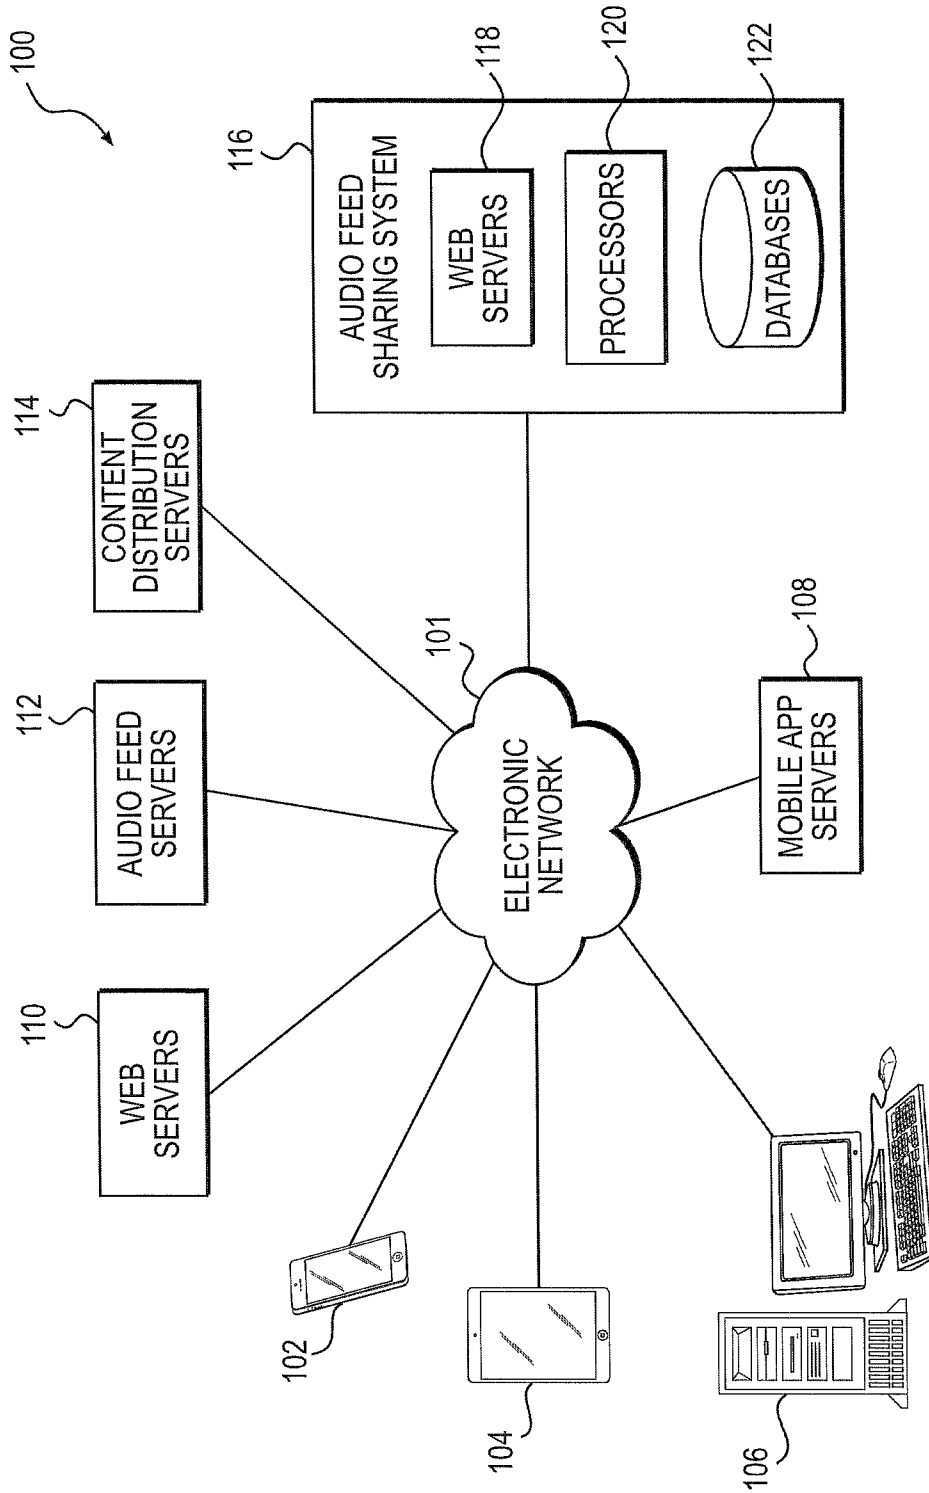 100
110
WEB
SERVERS
112
AUDIO FEED
SERVERS
114
CONTENT
DISTRIBUTION
SERVERS
116
AUDIO FEED
SHARING SYSTEM
WEB
SERVERS
118
PROCESSORS
120
DATABASES
122
101
ELECTRONIC
NETWORK
102
104
106
MOBILE APP
SERVERS
108